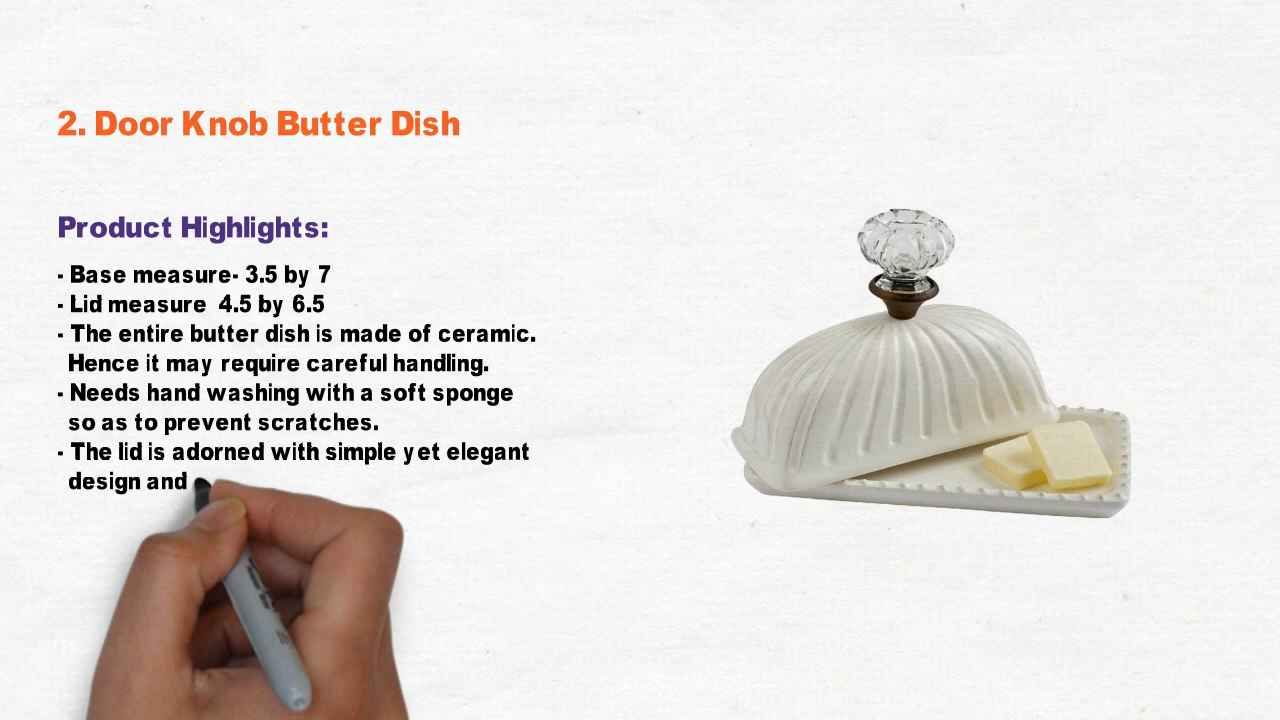 2. Door Knob Butter Dish
Product Highlights:
- Base measure- 3.5 by 7
- Lid measure 4.5 by 6.5
- The entire butter dish is made of ceramic.
Hence it may require careful handling.
- Needs hand washing with a soft sponge
so as to prevent scratches.
- The lid is adorned with simple yet elegant
design and